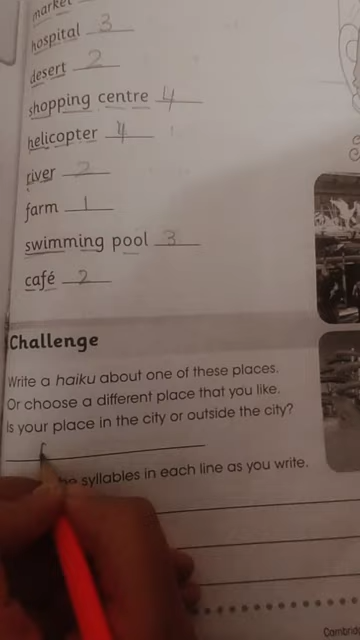 market
hospital 3
desert 2
shopping centre 4
helicopter 4
river 2
farm 1
swimming pool 3
café 2
Challenge
Write a haiku about one of these places.
Or choose a different place that you like.
Is your place in the city or outside the city?
syllables in each line as you write.